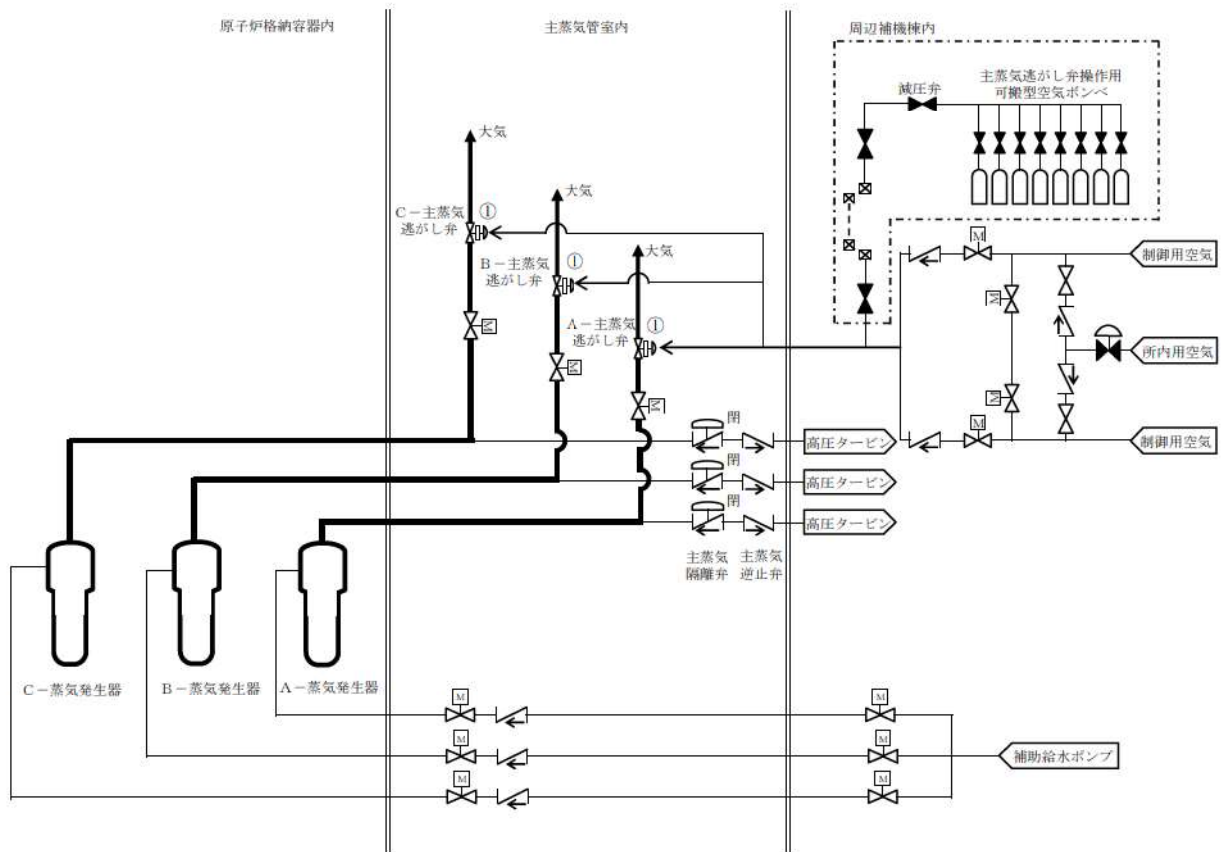 原子炉格納容器内
主蒸気管室内
周辺補機棟内
主蒸気逃がし弁操作用
可搬型空気ボンベ
減圧弁
大気
大気
大気
C－主蒸気
逃がし弁
①
B－主蒸気
逃がし弁
①
A－主蒸気
逃がし弁
①
M
M
M
M
M
M
M
制御用空気
所内用空気
制御用空気
閉
高圧タービン
閉
高圧タービン
閉
高圧タービン
主蒸気
隔離弁
主蒸気
逆止弁
C－蒸気発生器
B－蒸気発生器
A－蒸気発生器
M
M
M
M
M
M
補助給水ポンプ